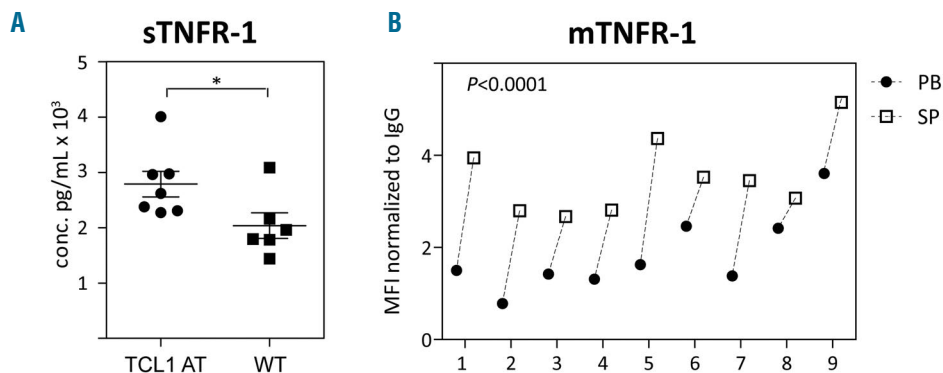 A
sTNFR-1
conc. pg/mL x 10³
5
4
3
2
1
*
TCL1 AT WT
B
mTNFR-1
MFI normalized to IgG
P<0.0001
4
2
0
1 2 3 4 5 6 7 8 9
PB
SP